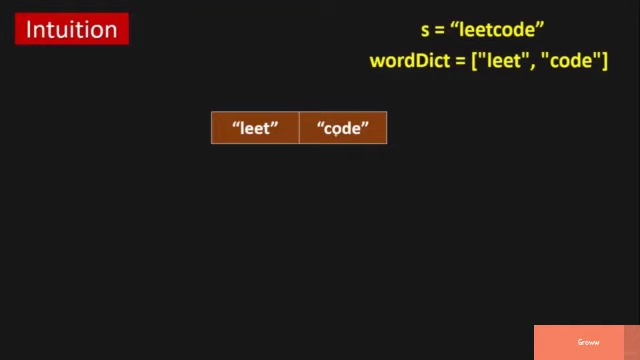 Intuition
s = “leetcode”
wordDict = ["leet", "code"]
“leet” “code”
Groww